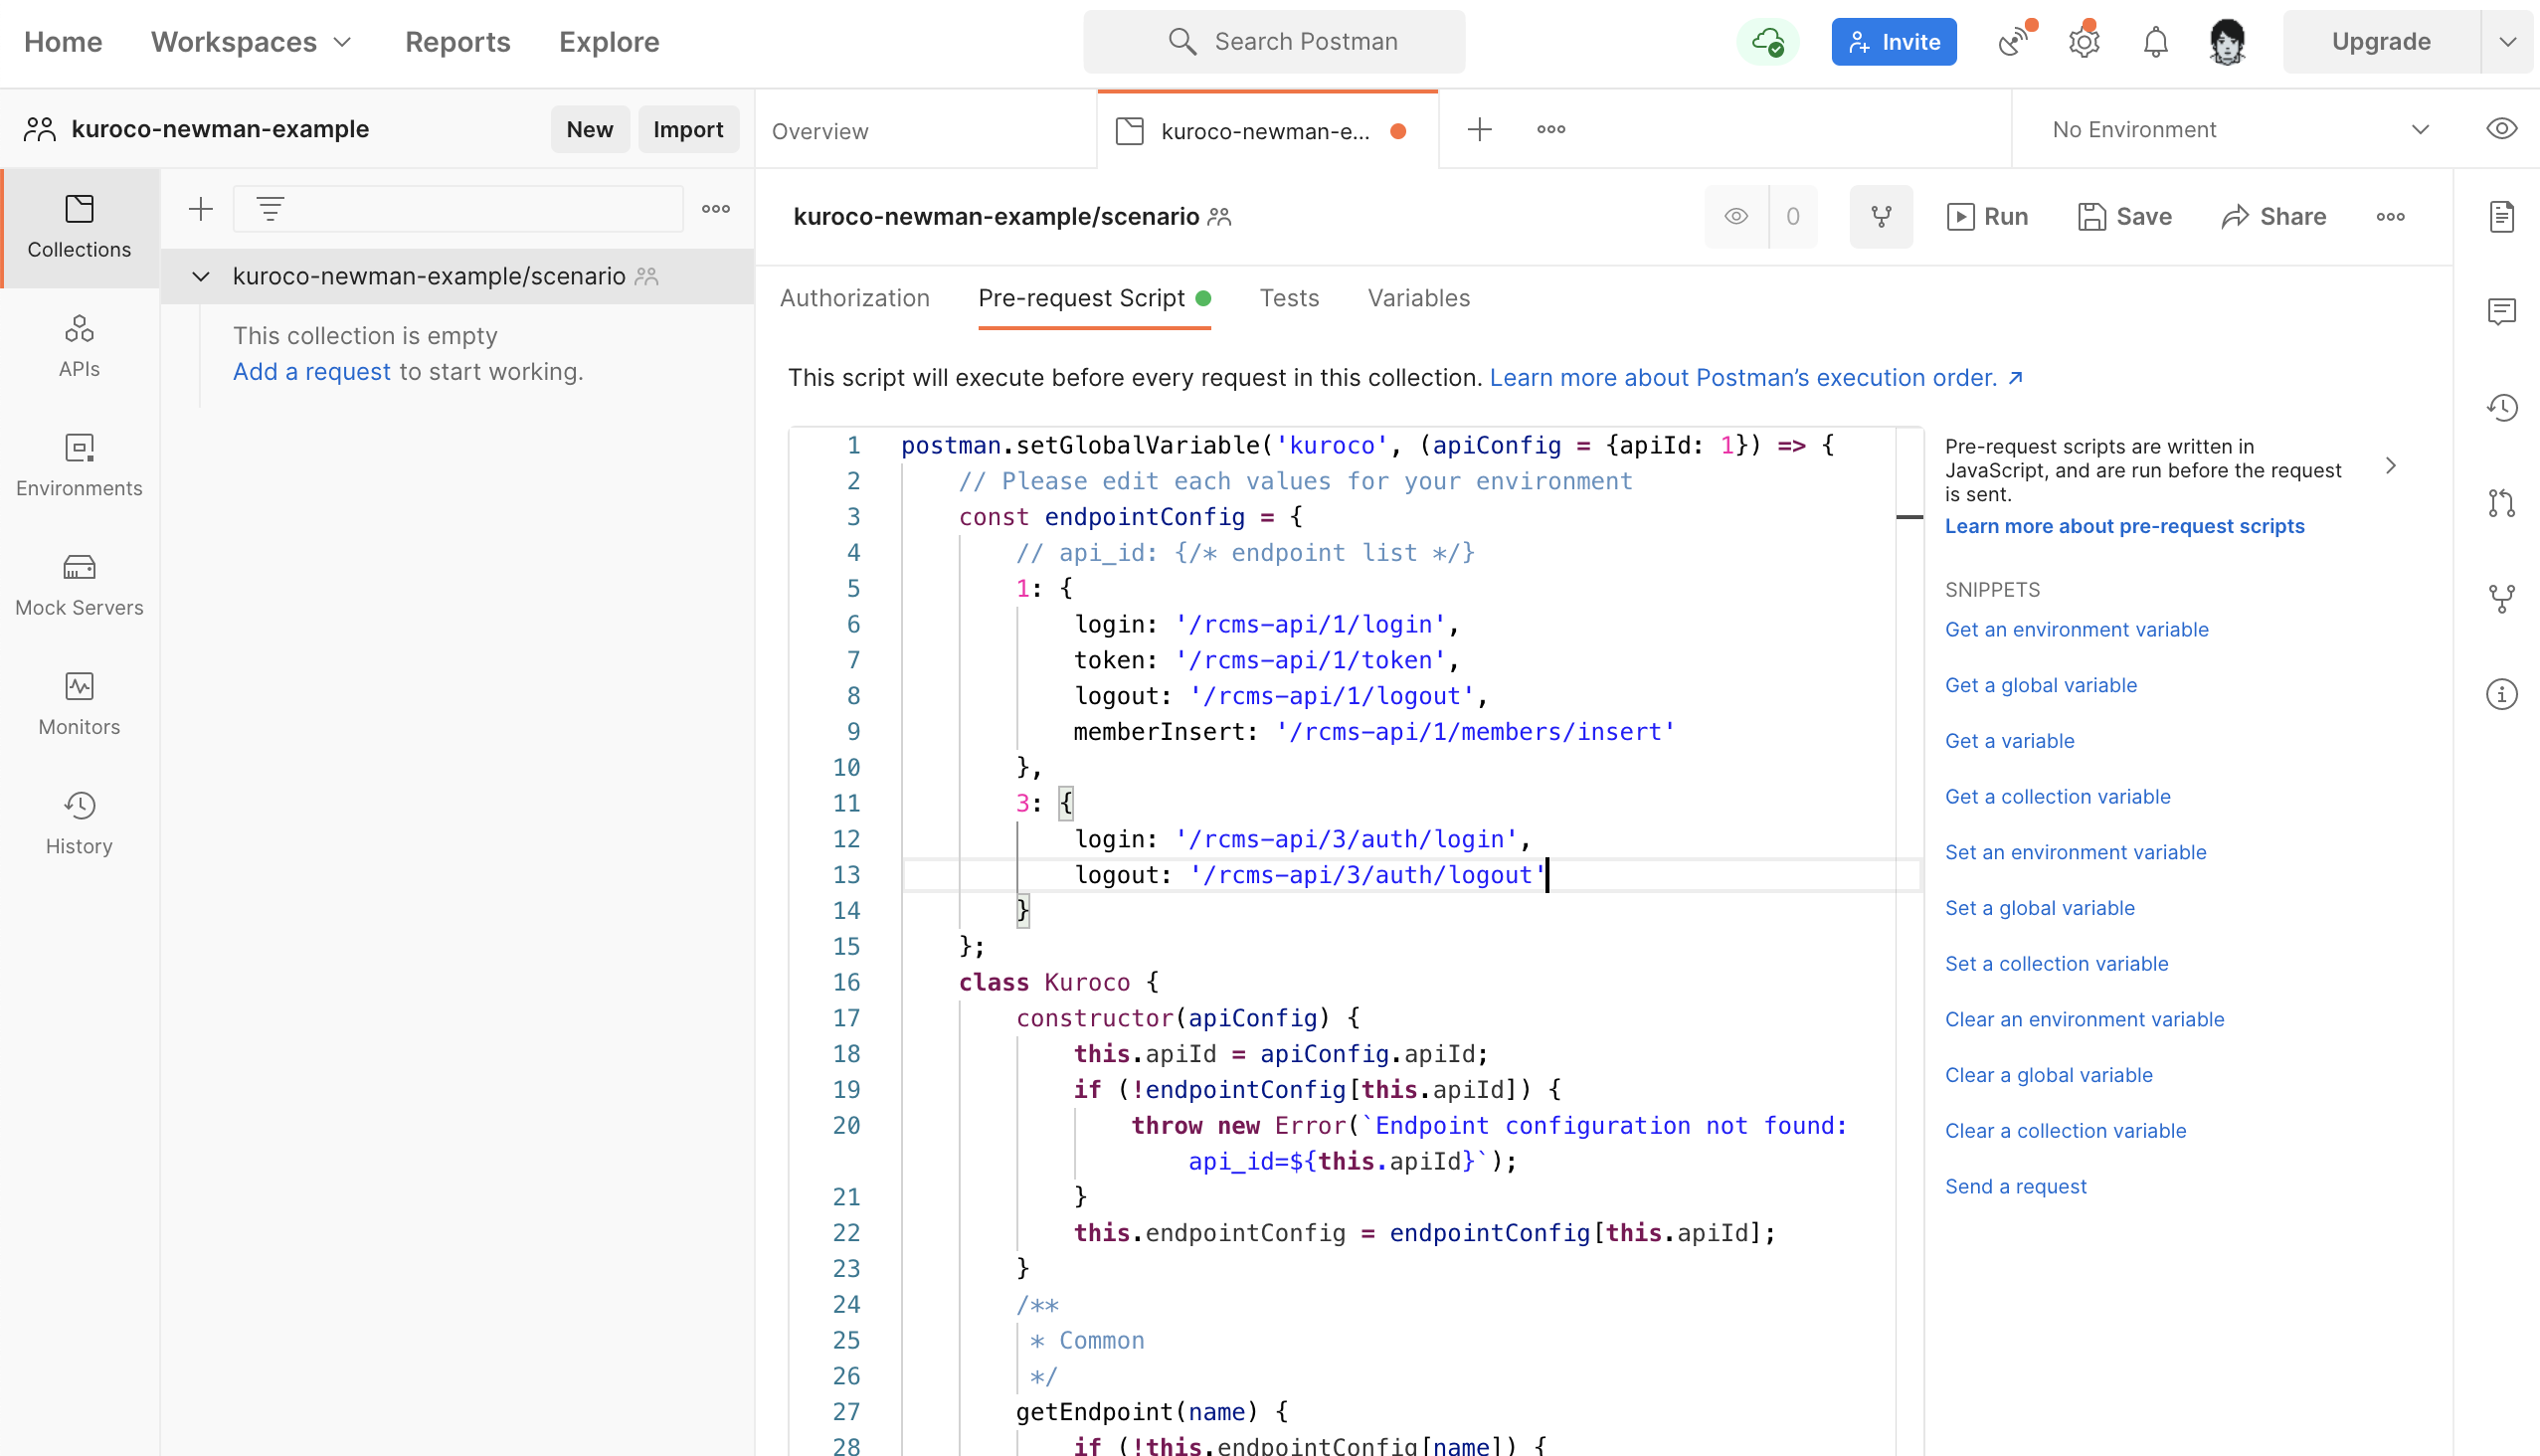 Home Workspaces Reports Explore Search Postman Invite Upgrade
kuroco-newman-example New Import
Overview kuroco-newman-e... No Environment
Collections
APIs
Environments
Mock Servers
Monitors
History
kuroco-newman-example/scenario
This collection is empty
Add a request to start working.
kuroco-newman-example/scenario 0 Run Save Share
Authorization Pre-request Script Tests Variables
This script will execute before every request in this collection. Learn more about Postman’s execution order. ↗
1 postman.setGlobalVariable('kuroco', (apiConfig = {apiId: 1}) => {
2 // Please edit each values for your environment
3 const endpointConfig = {
4 // api_id: {/* endpoint list */}
5 1: {
6 login: '/rcms-api/1/login',
7 token: '/rcms-api/1/token',
8 logout: '/rcms-api/1/logout',
9 memberInsert: '/rcms-api/1/members/insert'
10 },
11 3: {
12 login: '/rcms-api/3/auth/login',
13 logout: '/rcms-api/3/auth/logout'
14 }
15 };
16 class Kuroco {
17 constructor(apiConfig) {
18 this.apiId = apiConfig.apiId;
19 if (!endpointConfig[this.apiId]) {
20 throw new Error(`Endpoint configuration not found:
api_id=${this.apiId}`);
21 }
22 this.endpointConfig = endpointConfig[this.apiId];
23 }
24 /**
25 * Common
26 */
27 getEndpoint(name) {
28 if (!this.endpointConfig[name]) {
Pre-request scripts are written in
JavaScript, and are run before the request
is sent.
Learn more about pre-request scripts
SNIPPETS
Get an environment variable
Get a global variable
Get a variable
Get a collection variable
Set an environment variable
Set a global variable
Set a collection variable
Clear an environment variable
Clear a global variable
Clear a collection variable
Send a request